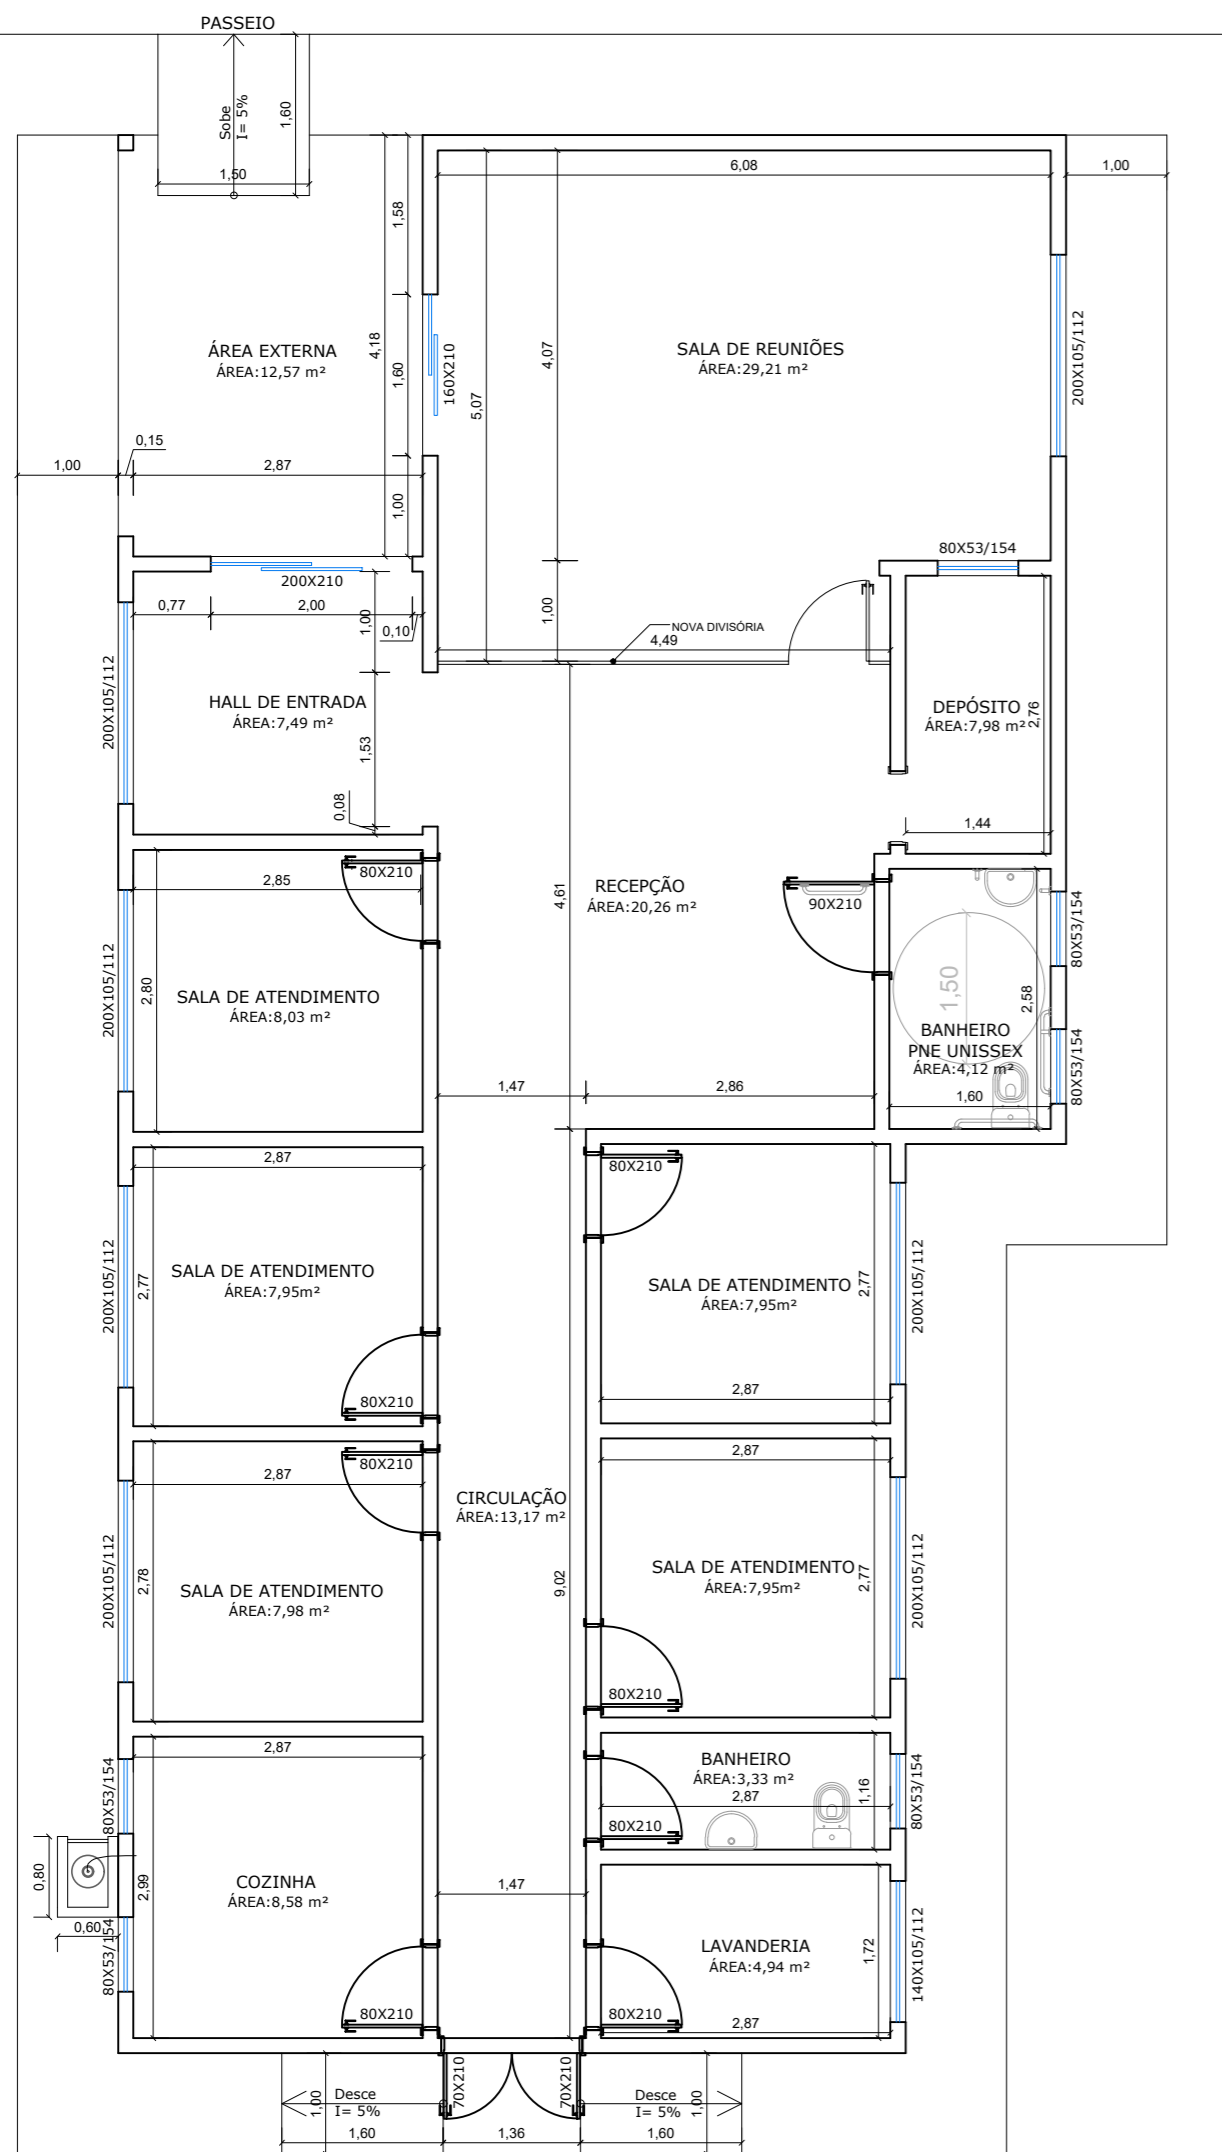 PASSEIO
Sobe
I= 5%
1,60
1,50
6,08
1,00
1,58
4,18
1,60
160X210
5,07
4,07
ÁREA EXTERNA
ÁREA:12,57 m²
SALA DE REUNIÕES
ÁREA:29,21 m²
200X105/112
0,15
1,00
2,87
1,00
80X53/154
200X210
0,77
2,00
0,10
1,00
1,00
NOVA DIVISÓRIA
4,49
200X105/112
HALL DE ENTRADA
ÁREA:7,49 m²
1,53
0,08
DEPÓSITO
ÁREA:7,98 m²
2,76
1,44
80X210
2,85
4,61
RECEPÇÃO
ÁREA:20,26 m²
90X210
80X53/154
200X105/112
2,80
SALA DE ATENDIMENTO
ÁREA:8,03 m²
1,50
2,58
BANHEIRO
PNE UNISSEX
ÁREA:4,12 m²
80X53/154
1,47
2,86
1,60
2,87
80X210
200X105/112
2,77
SALA DE ATENDIMENTO
ÁREA:7,95m²
SALA DE ATENDIMENTO
ÁREA:7,95m²
2,77
200X105/112
80X210
2,87
80X210
2,87
2,87
CIRCULAÇÃO
ÁREA:13,17 m²
200X105/112
2,78
SALA DE ATENDIMENTO
ÁREA:7,98 m²
9,02
SALA DE ATENDIMENTO
ÁREA:7,95m²
2,77
200X105/112
80X210
2,87
80X53/154
BANHEIRO
ÁREA:3,33 m²
2,87
1,16
80X53/154
80X210
0,80
0,60
2,99
COZINHA
ÁREA:8,58 m²
1,47
80X53/154
LAVANDERIA
ÁREA:4,94 m²
1,72
140X105/112
80X210
80X210
2,87
Desce
I= 5%
1,00
70X210
70X210
Desce
I= 5%
1,00
1,60
1,36
1,60